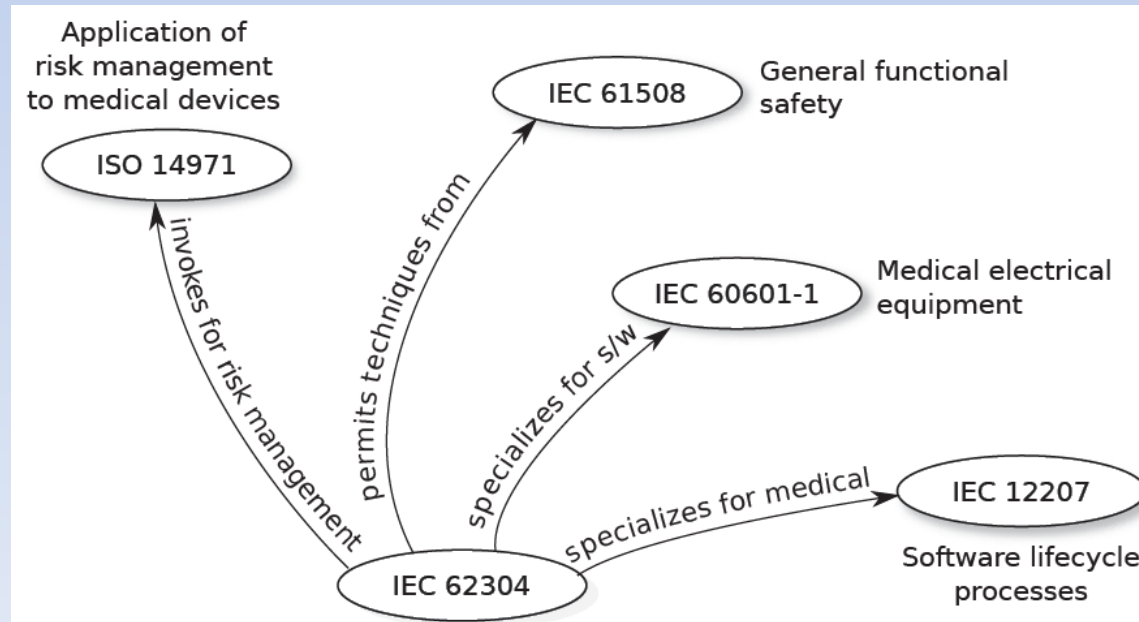 Application of
risk management
to medical devices
ISO 14971
IEC 61508
General functional
safety
invokes for risk management
permits techniques from
specializes for s/w
IEC 60601-1
Medical electrical
equipment
specializes for medical
IEC 12207
Software lifecycle
processes
IEC 62304